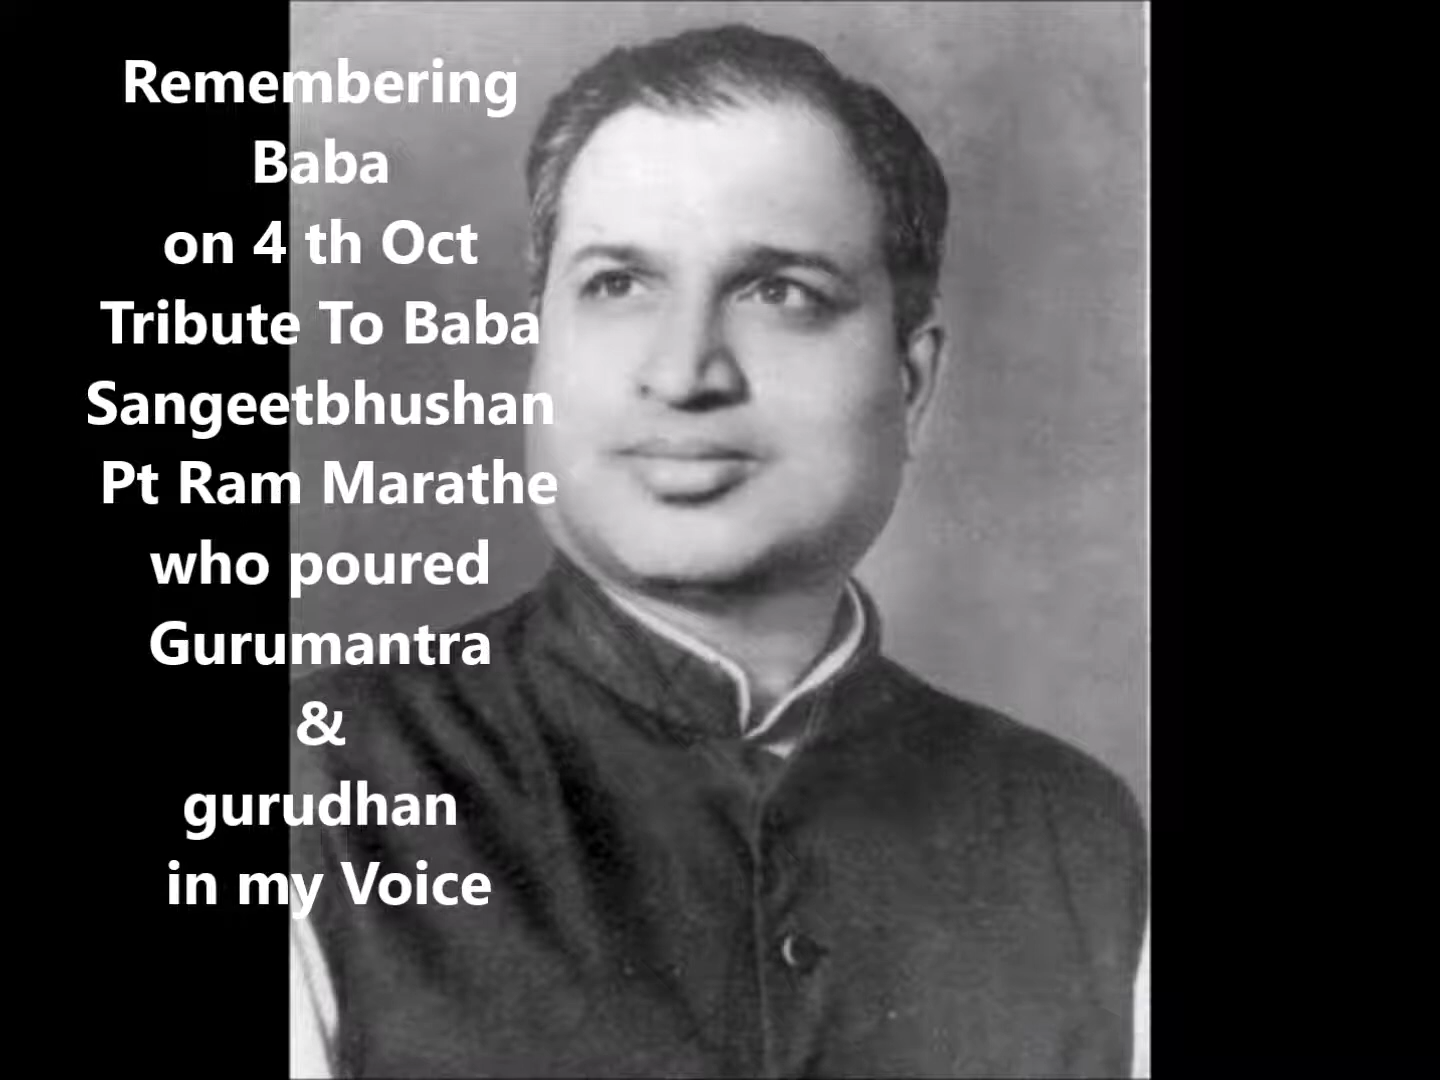 Remembering
Baba
on 4 th Oct
Tribute To Baba
Sangeetbhushan
Pt Ram Marathe
who poured
Gurumantra
&
gurudhan
in my Voice